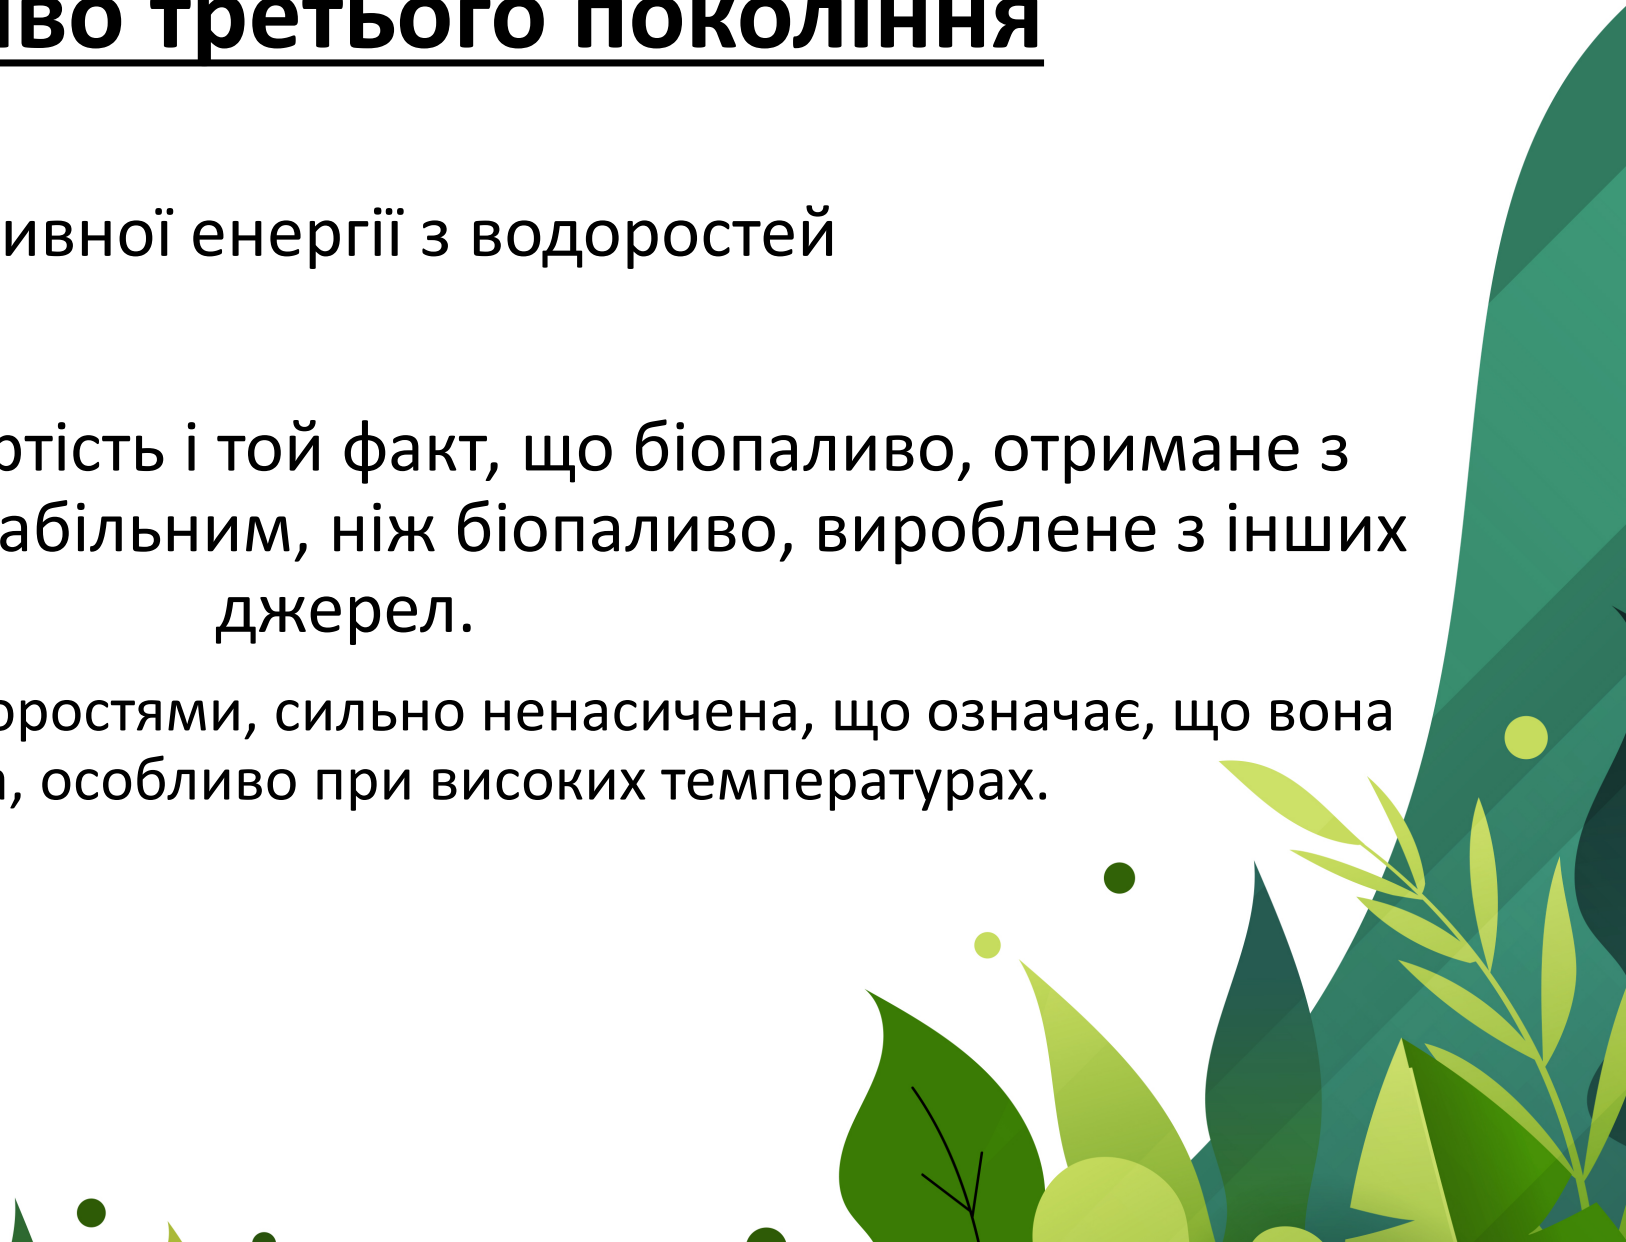 иво третього покоління
ивної енергії з водоростей
ртість і той факт, що біопаливо, отримане з
абільним, ніж біопаливо, вироблене з інших
джерел.
оростями, сильно ненасичена, що означає, що вона
, особливо при високих температурах.